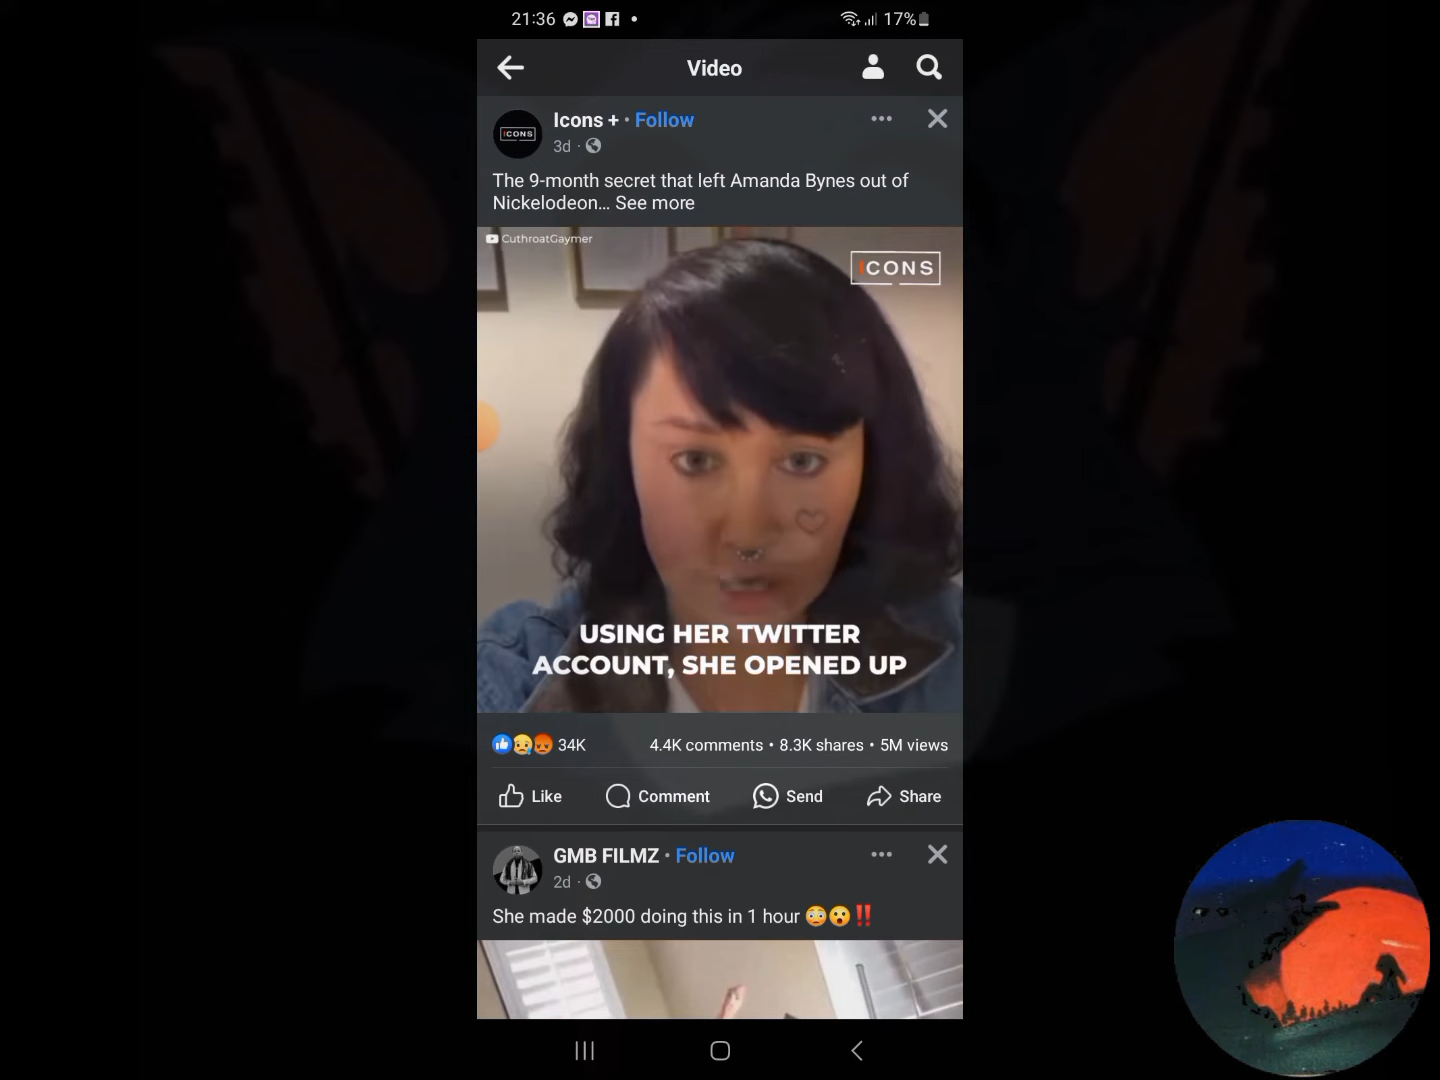 21:36
17%
Video
Icons + · Follow
ICONS
3d ·
The 9-month secret that left Amanda Bynes out of
Nickelodeon... See more
CuthroatGaymer
ICONS
USING HER TWITTER
ACCOUNT, SHE OPENED UP
34K
4.4K comments • 8.3K shares • 5M views
Like
Comment
Send
Share
GMB FILMZ · Follow
2d ·
She made $2000 doing this in 1 hour 😳😮‼️